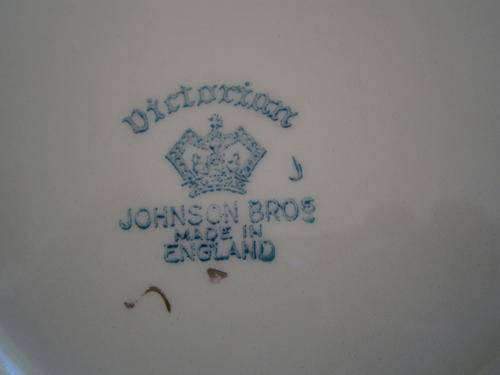 Victorian
JOHNSON BROS
MADE IN
ENGLAND